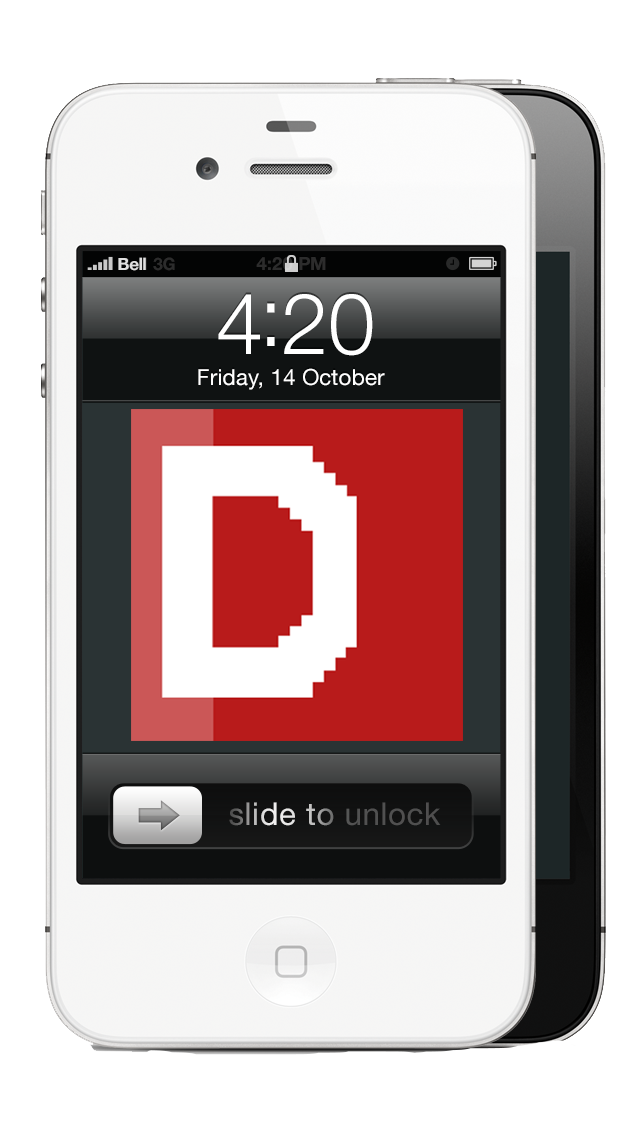 Bell 3G 4:20 PM
4:20
Friday, 14 October
D
slide to unlock